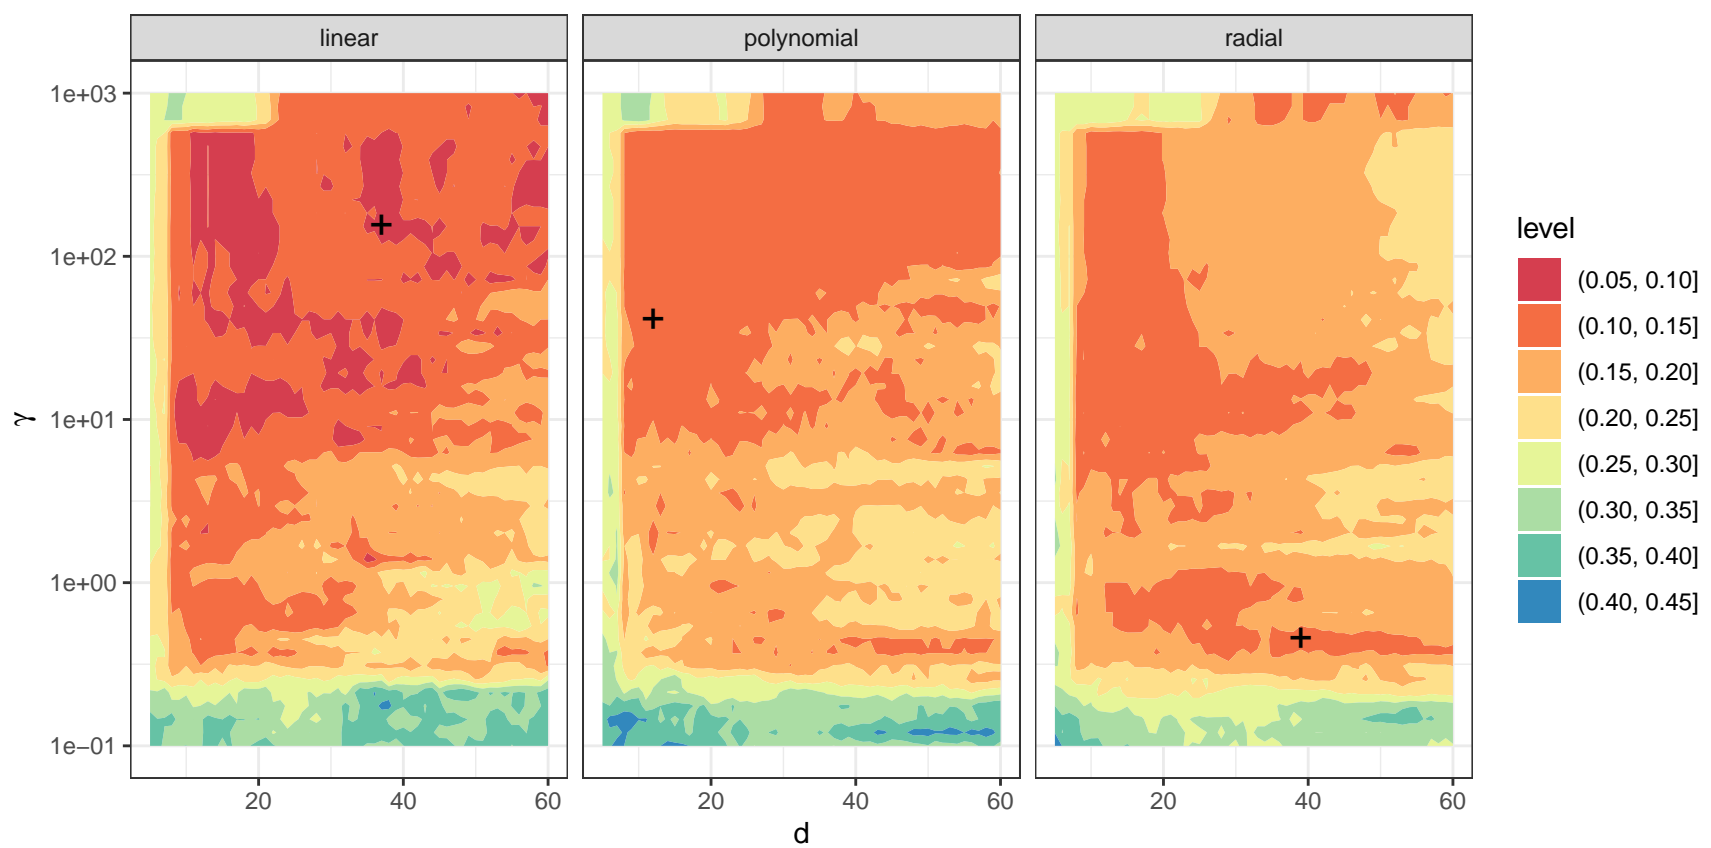 linear
polynomial
radial
1e+03
1e+02
1e+01
1e+00
1e−01
γ
20
40
60
20
40
60
20
40
60
d
level
(0.05, 0.10]
(0.10, 0.15]
(0.15, 0.20]
(0.20, 0.25]
(0.25, 0.30]
(0.30, 0.35]
(0.35, 0.40]
(0.40, 0.45]